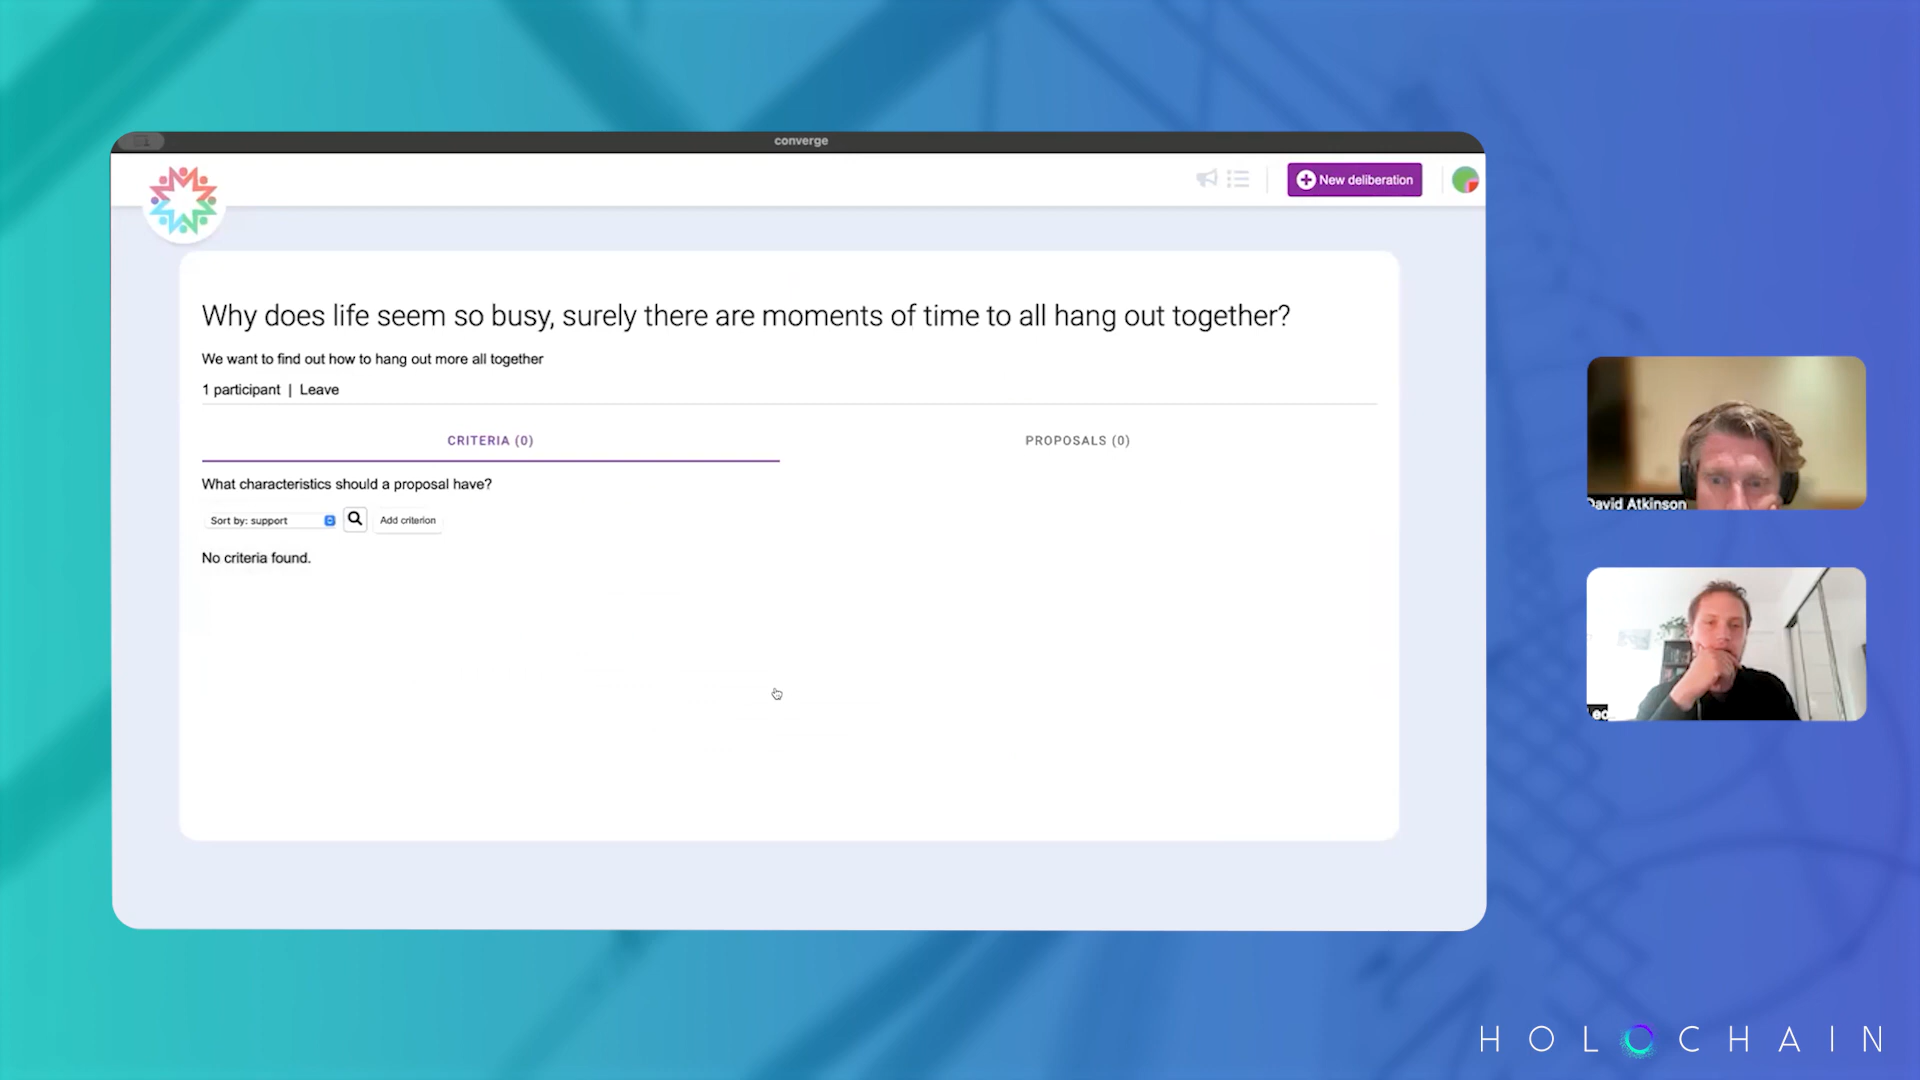 converge
New deliberation
Why does life seem so busy, surely there are moments of time to all hang out together?
We want to find out how to hang out more all together
1 participant | Leave
CRITERIA (0)
PROPOSALS (0)
What characteristics should a proposal have?
Sort by: support
Add criterion
No criteria found.
David Atkinson
HOLOCHAIN